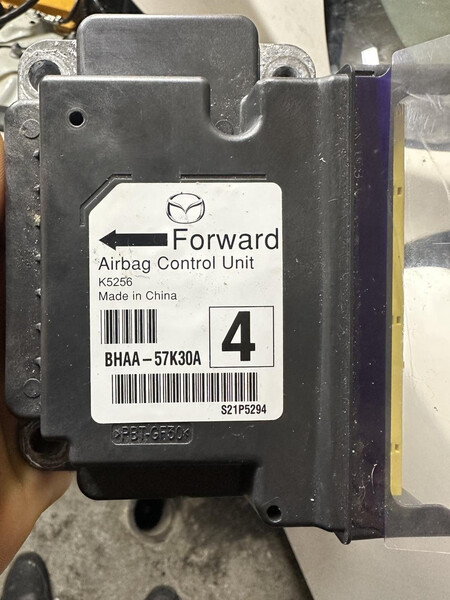 Forward
Airbag Control Unit
K5256
Made in China
BHAA-57K30A
4
S21P5294
>PBT-GF30<